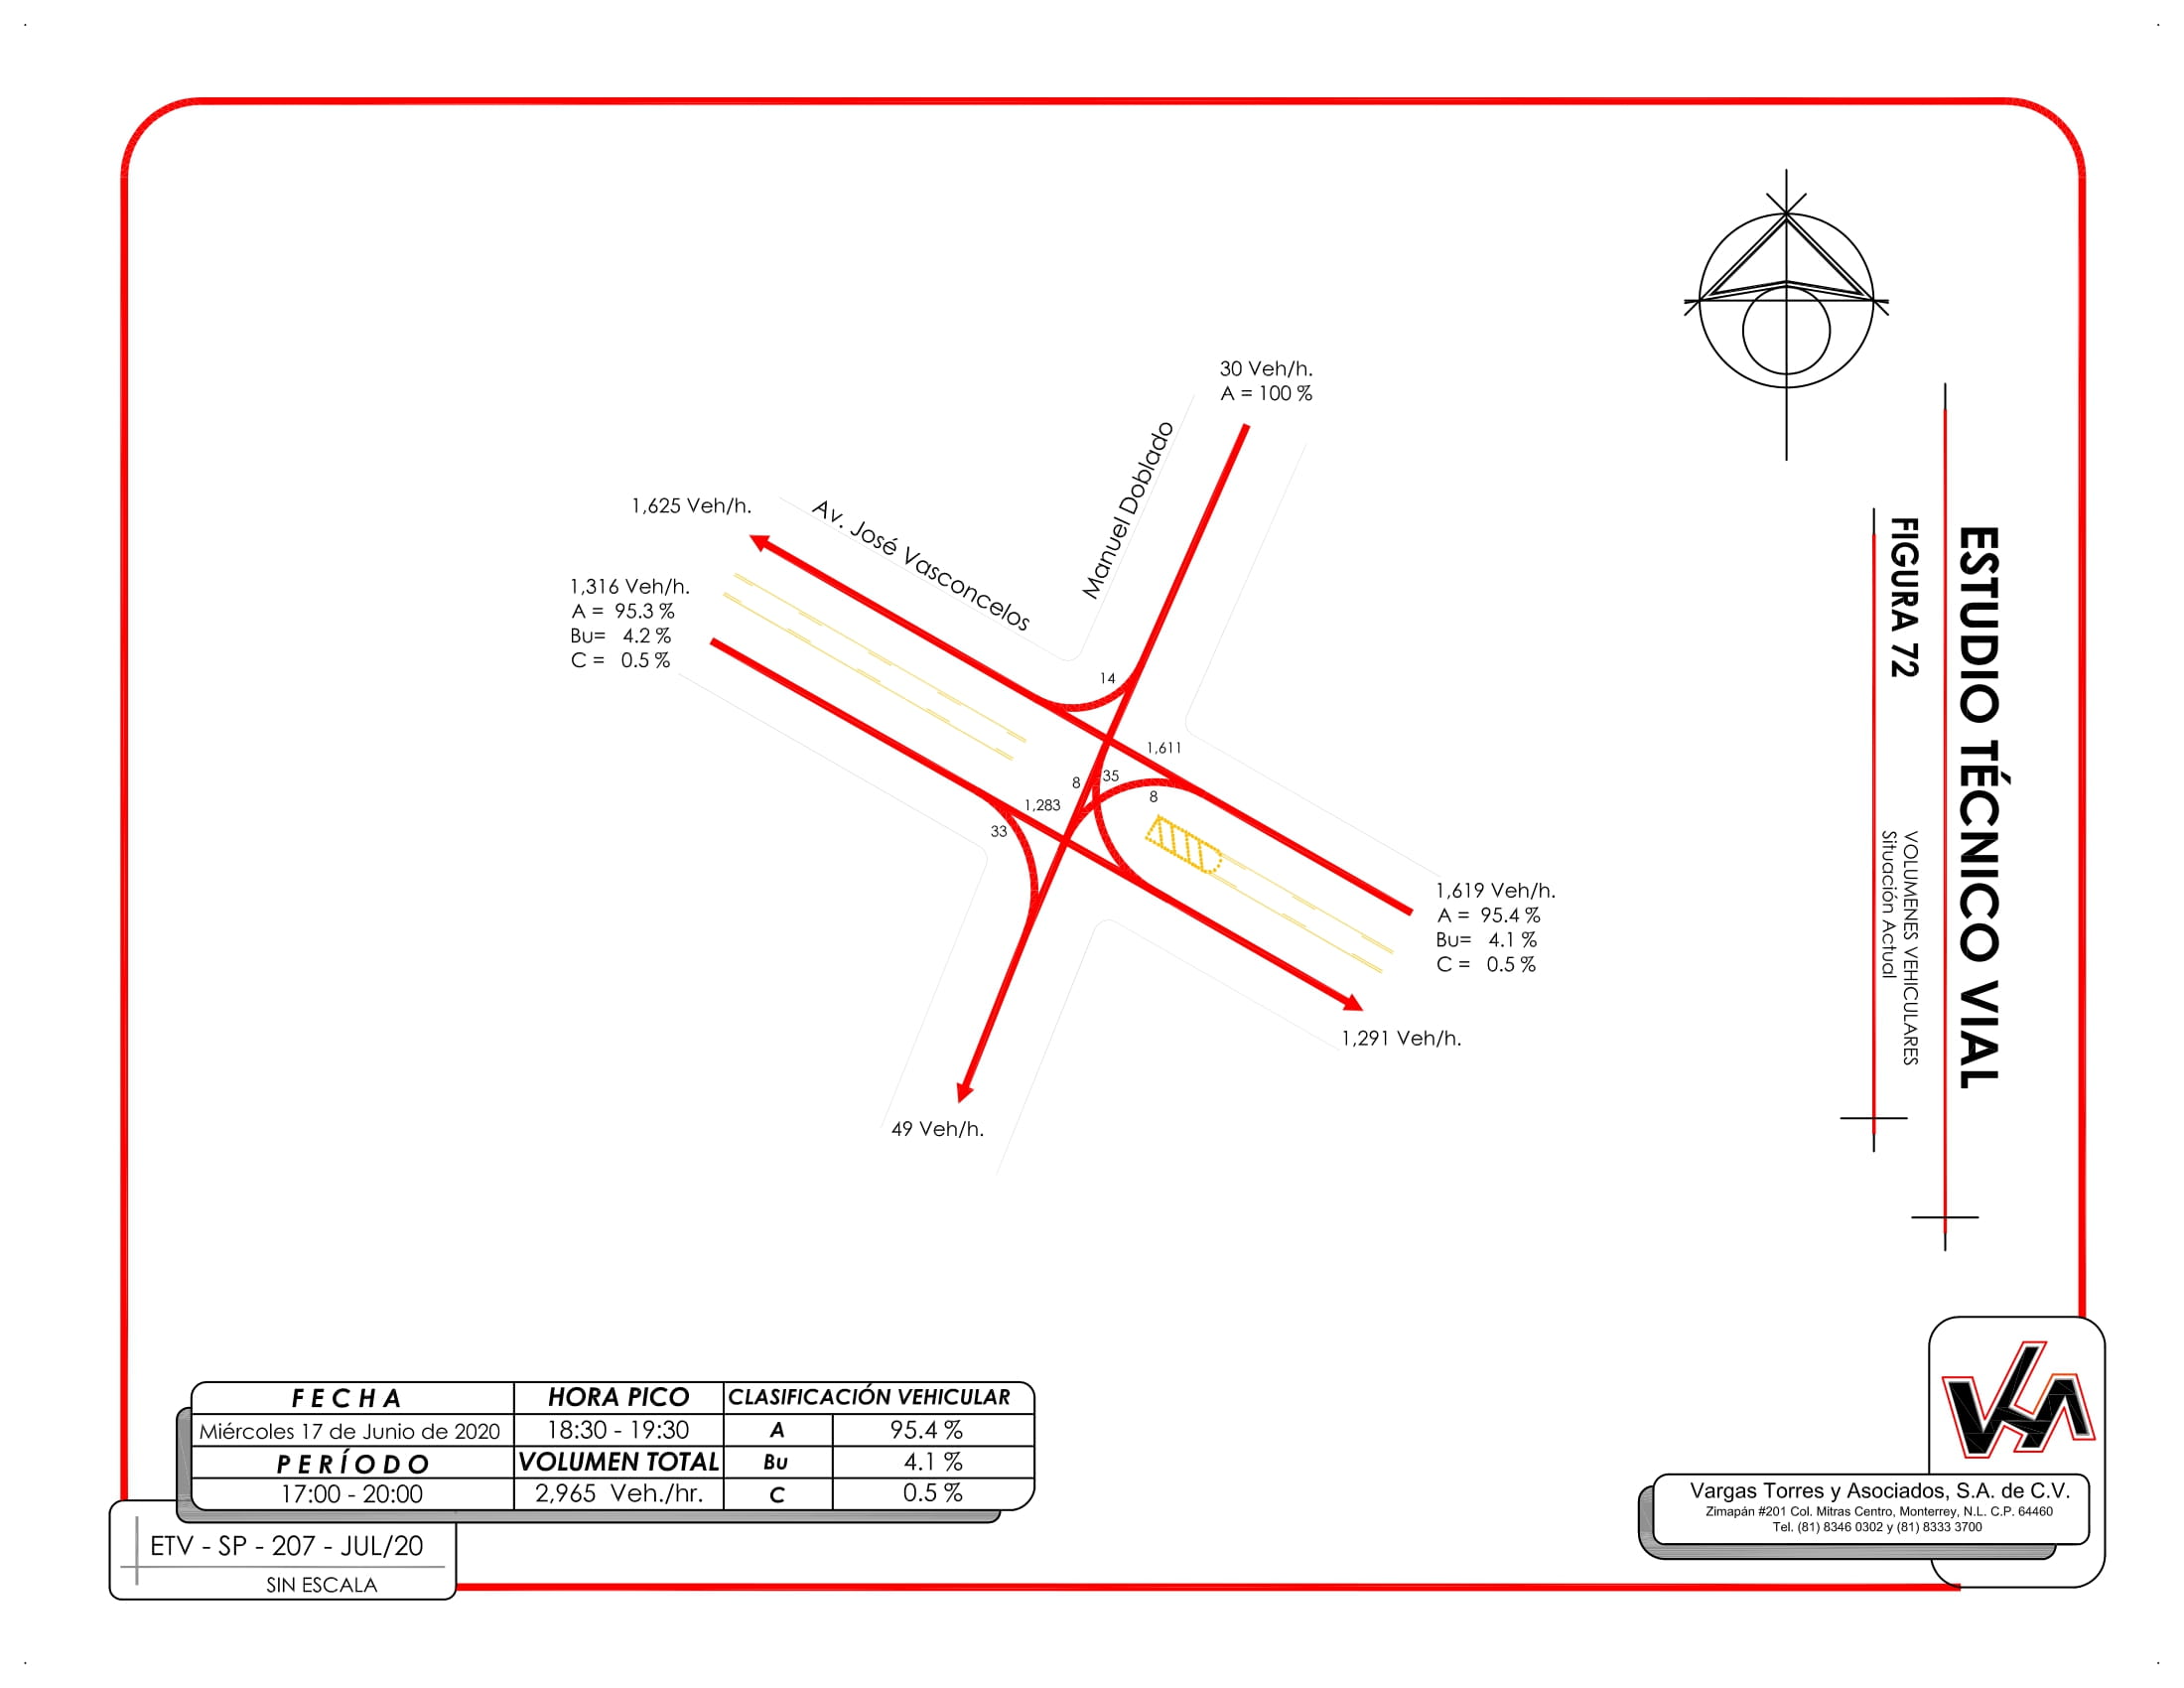 30 Veh/h.
A = 100 %
Manuel Doblado
Av. José Vasconcelos
1,625 Veh/h.
1,316 Veh/h.
A = 95.3 %
Bu= 4.2 %
C = 0.5 %
14
1,611
35
8
8
1,283
33
1,619 Veh/h.
A = 95.4 %
Bu= 4.1 %
C = 0.5 %
1,291 Veh/h.
49 Veh/h.
ESTUDIO TÉCNICO VIAL
FIGURA 72
VOLUMENES VEHICULARES
Situación Actual
FECHA
HORA PICO
CLASIFICACIÓN VEHICULAR
Miércoles 17 de Junio de 2020
18:30 - 19:30
A
95.4 %
PERÍODO
VOLUMEN TOTAL
Bu
4.1 %
17:00 - 20:00
2,965 Veh./hr.
C
0.5 %
ETV - SP - 207 - JUL/20
SIN ESCALA
Vargas Torres y Asociados, S.A. de C.V.
Zimapán #201 Col. Mitras Centro, Monterrey, N.L. C.P. 64460
Tel. (81) 8346 0302 y (81) 8333 3700